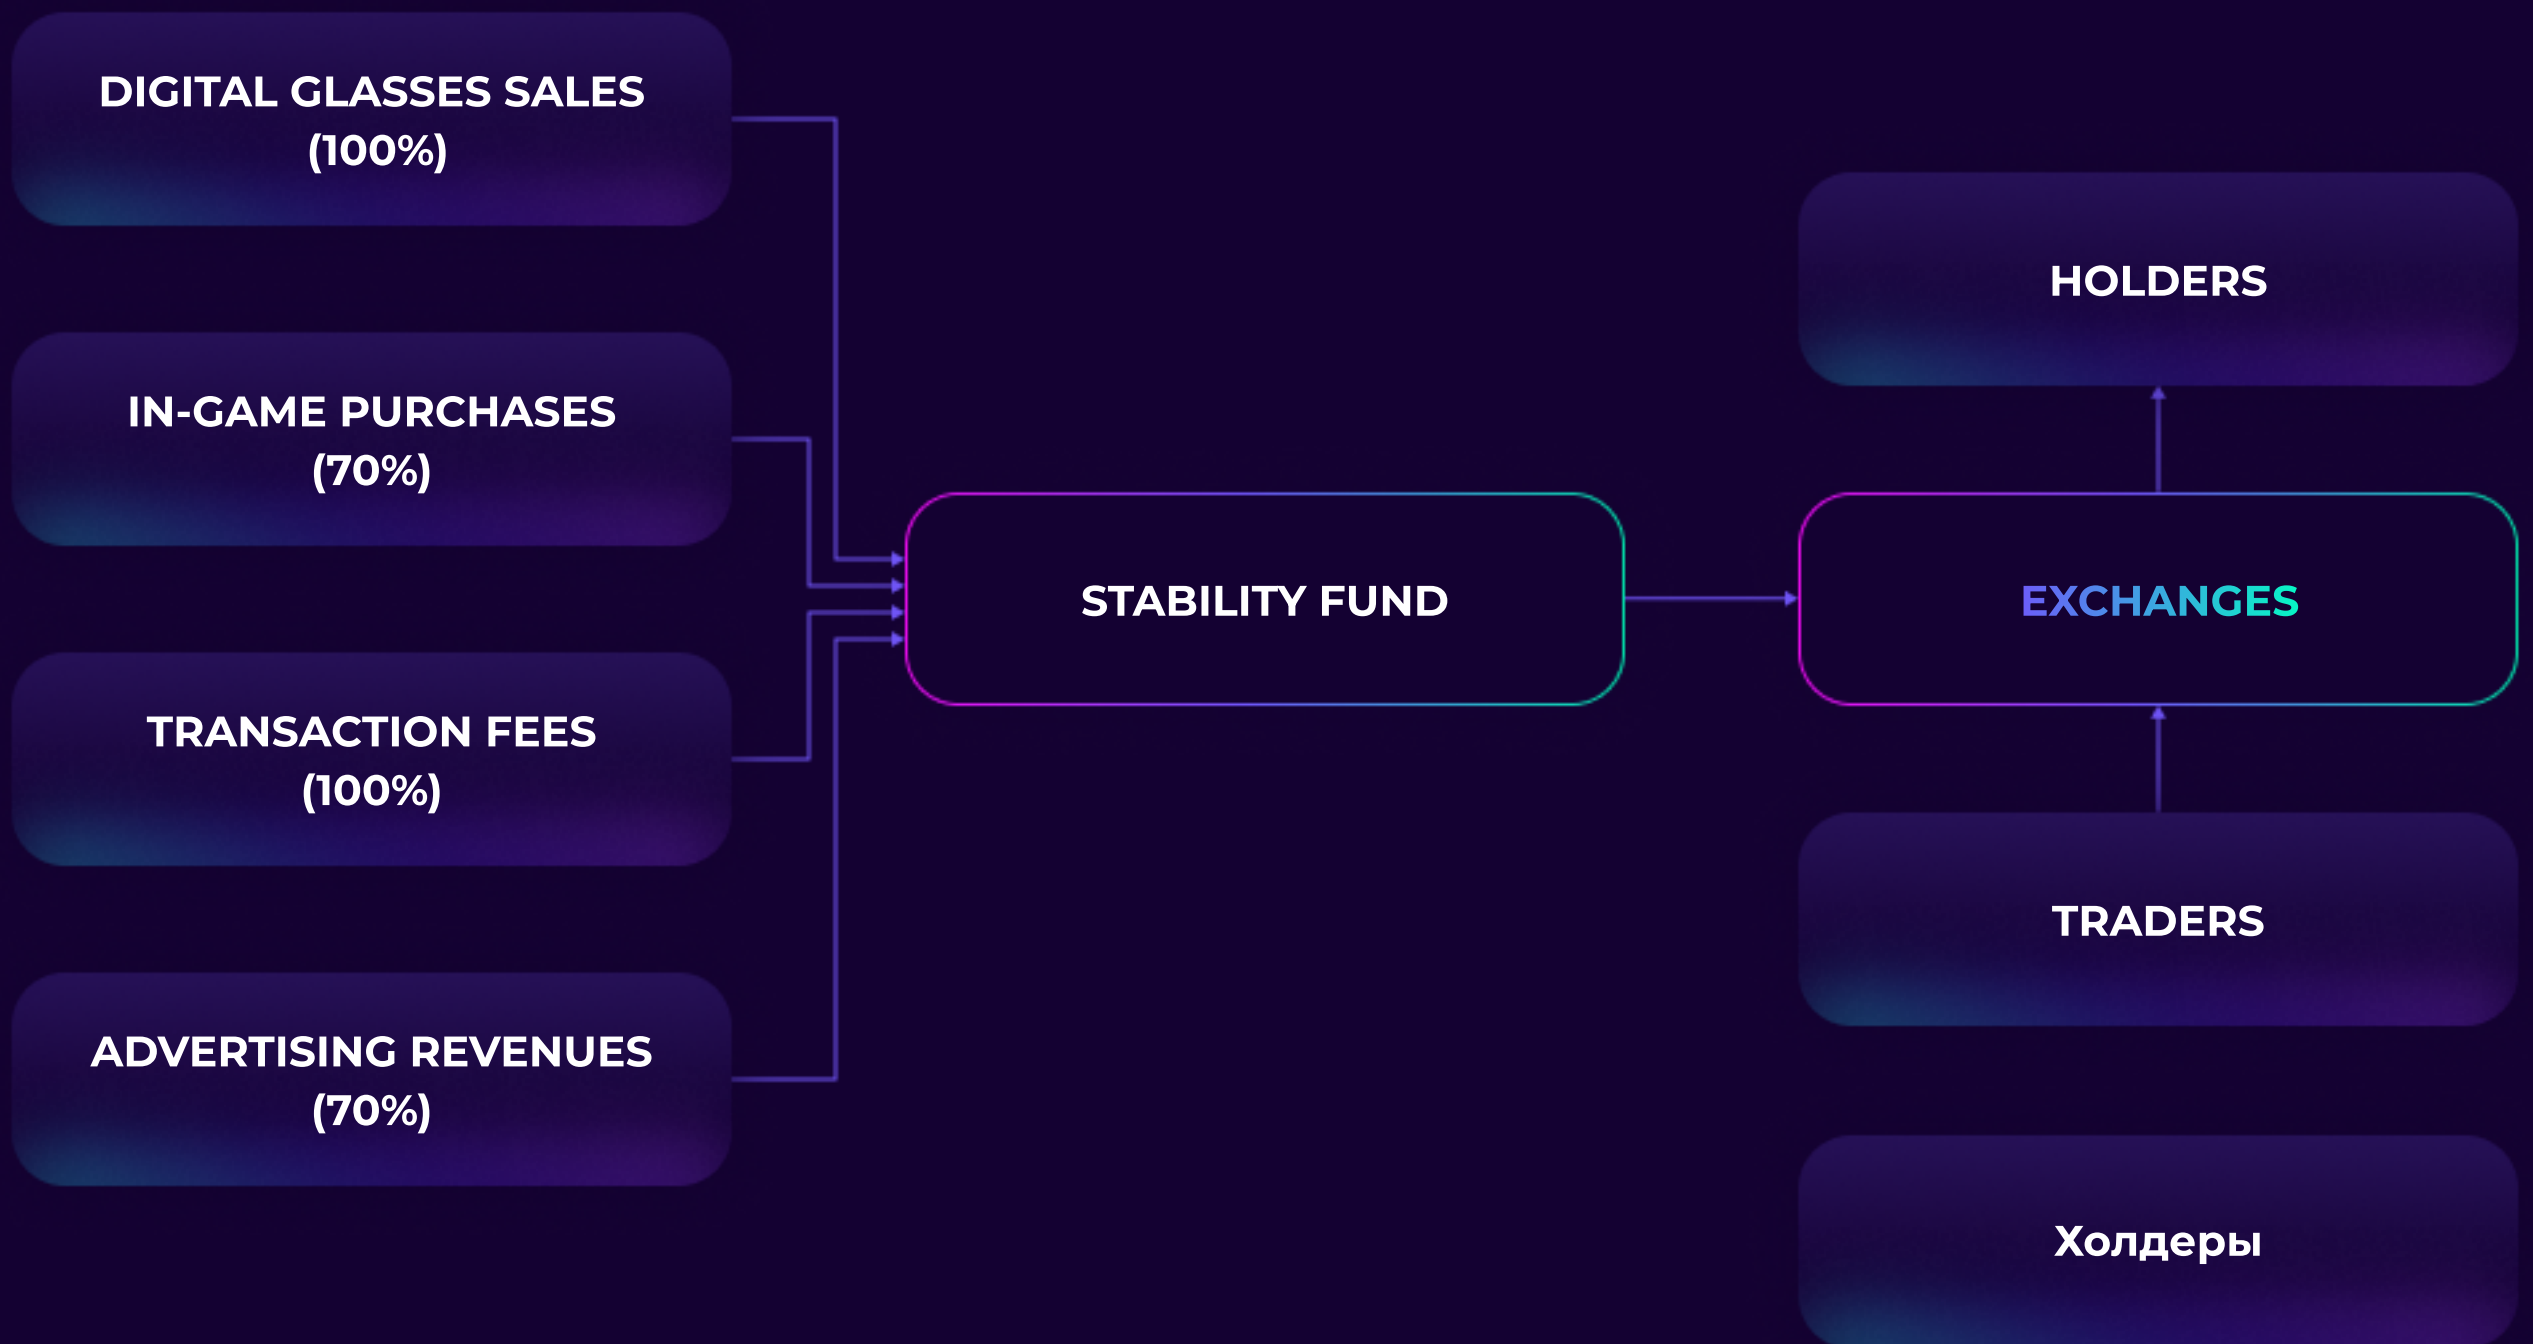 DIGITAL GLASSES SALES
(100%)
IN-GAME PURCHASES
(70%)
TRANSACTION FEES
(100%)
ADVERTISING REVENUES
(70%)
STABILITY FUND
HOLDERS
EXCHANGES
TRADERS
Холдеры